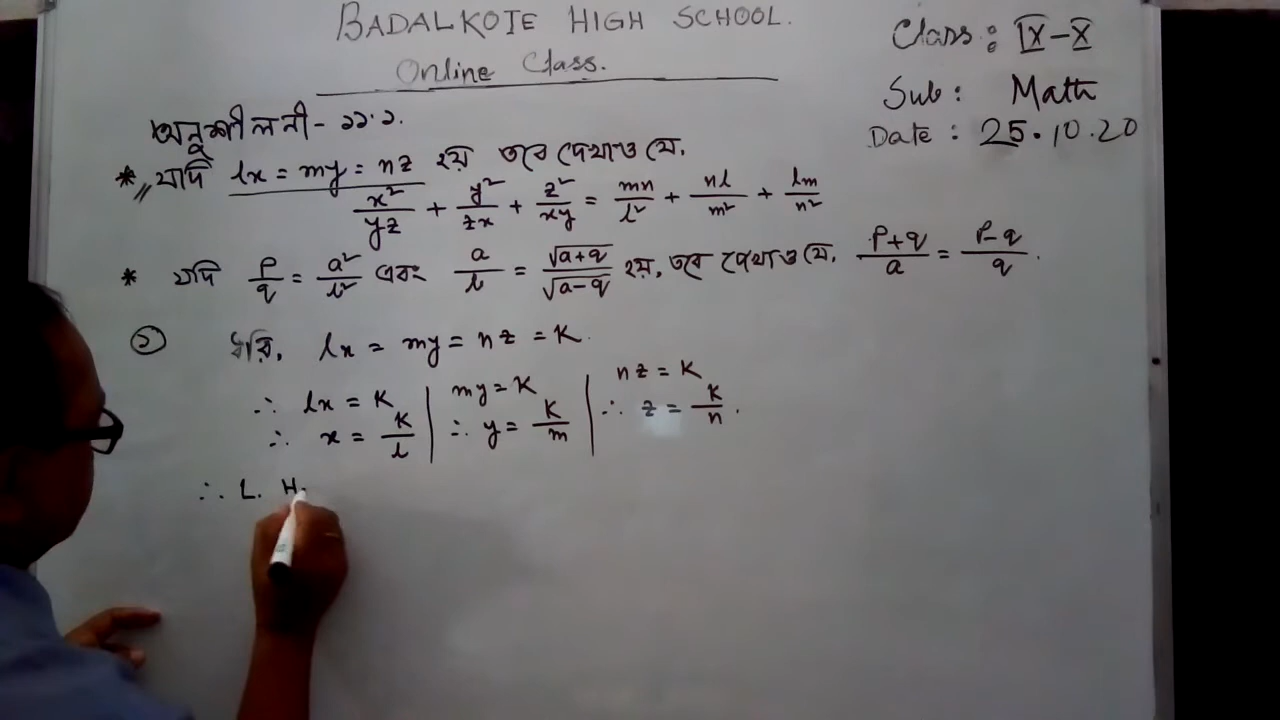 BADALKOTE HIGH SCHOOL.
Online Class.
Class: IX-X
Sub: Math
Date: 25.10.20
অনুশীলনী- ১১.১.
* যদি lx = my = nz হয় তবে দেখাও যে,
x²/yz + y²/zx + z²/xy = mn/l² + nl/m² + lm/n²
* যদি p/q = a²/b² এবং a/b = √a+q/√a-q হয়, তবে দেখাও যে, p+q/a = p-q/q.
১ ধরি, lx = my = nz = K.
∴ lx = K | my = K | nz = K
∴ x = K/l | ∴ y = K/m | ∴ z = K/n.
∴ L. H.